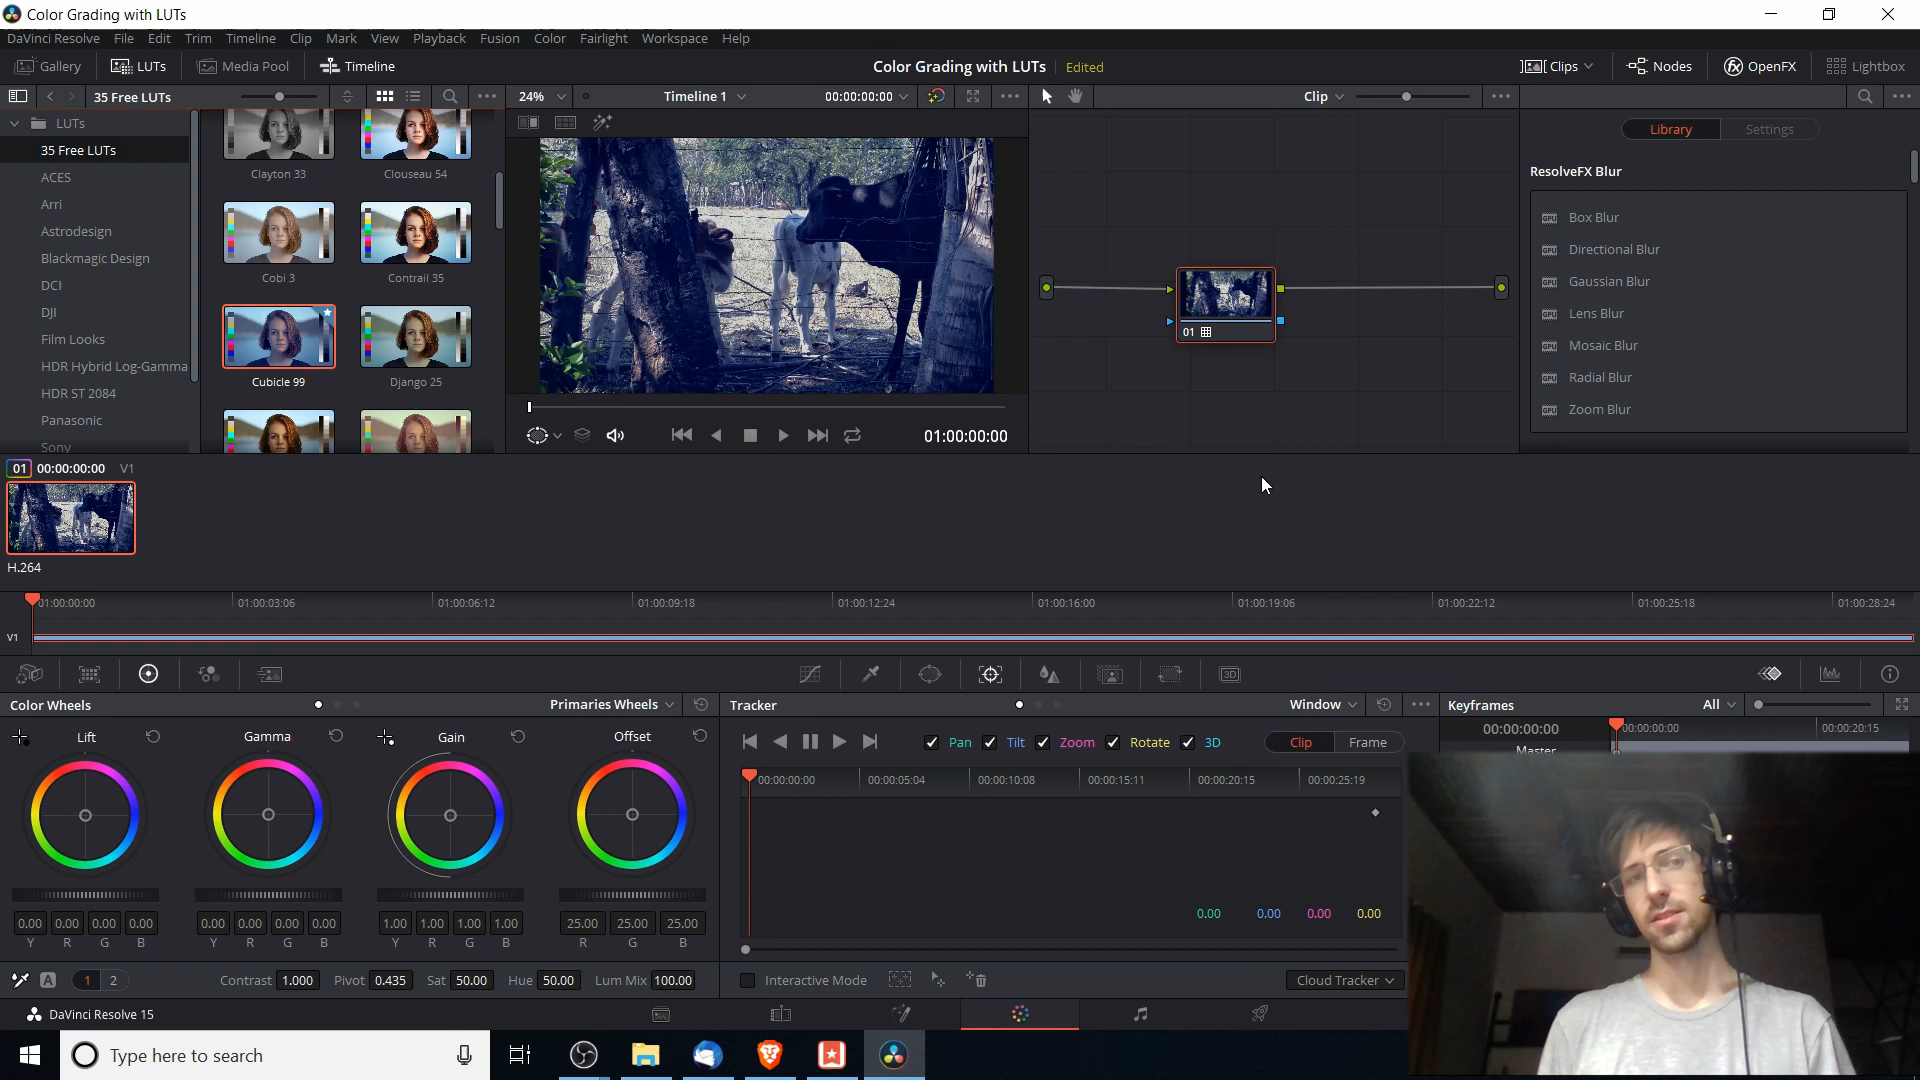 Color Grading with LUTs
DaVinci Resolve File Edit Trim Timeline Clip Mark View Playback Fusion Color Fairlight Workspace Help
Gallery LUTs Media Pool Timeline Color Grading with LUTs Edited Clips Nodes OpenFX Lightbox
35 Free LUTs 24% Timeline 1 00:00:00:00 Clip
LUTs
35 Free LUTs
ACES
Arri
Astrodesign
Blackmagic Design
DCI
DJI
Film Looks
HDR Hybrid Log-Gamma
HDR ST 2084
Panasonic
Sony
Clayton 33 Clouseau 54
Cobi 3 Contrail 35
Cubicle 99 Django 25
01:00:00:00
01
Library Settings
ResolveFX Blur
GPU Box Blur
GPU Directional Blur
GPU Gaussian Blur
GPU Lens Blur
GPU Mosaic Blur
GPU Radial Blur
GPU Zoom Blur
01 00:00:00:00 V1
H.264
01:00:00:00 01:00:03:06 01:00:06:12 01:00:09:18 01:00:12:24 01:00:16:00 01:00:19:06 01:00:22:12 01:00:25:18 01:00:28:24
V1
3D
Color Wheels Primaries Wheels
Lift Gamma Gain Offset
0.00 0.00 0.00 0.00 0.00 0.00 0.00 0.00 1.00 1.00 1.00 1.00 25.00 25.00 25.00
Y R G B Y R G B Y R G B R G B
A 1 2 Contrast 1.000 Pivot 0.435 Sat 50.00 Hue 50.00 Lum Mix 100.00
Tracker Window
Pan Tilt Zoom Rotate 3D Clip Frame
00:00:00:00 00:00:05:04 00:00:10:08 00:00:15:11 00:00:20:15 00:00:25:19
0.00 0.00 0.00 0.00
Interactive Mode Cloud Tracker
Keyframes All
00:00:00:00 00:00:00:00 00:00:20:15
Master
DaVinci Resolve 15
Type here to search